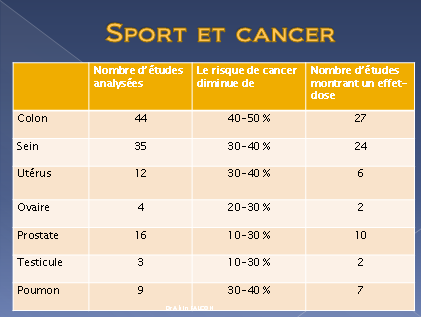 SPORT ET CANCER
Nombre d'études analysées Le risque de cancer diminue de Nombre d'études montrant un effet-dose
Colon 44 40-50 % 27
Sein 35 30-40 % 24
Utérus 12 30-40 % 6
Ovaire 4 20-30 % 2
Prostate 16 10-30 % 10
Testicule 3 10-30 % 2
Poumon 9 30-40 % 7